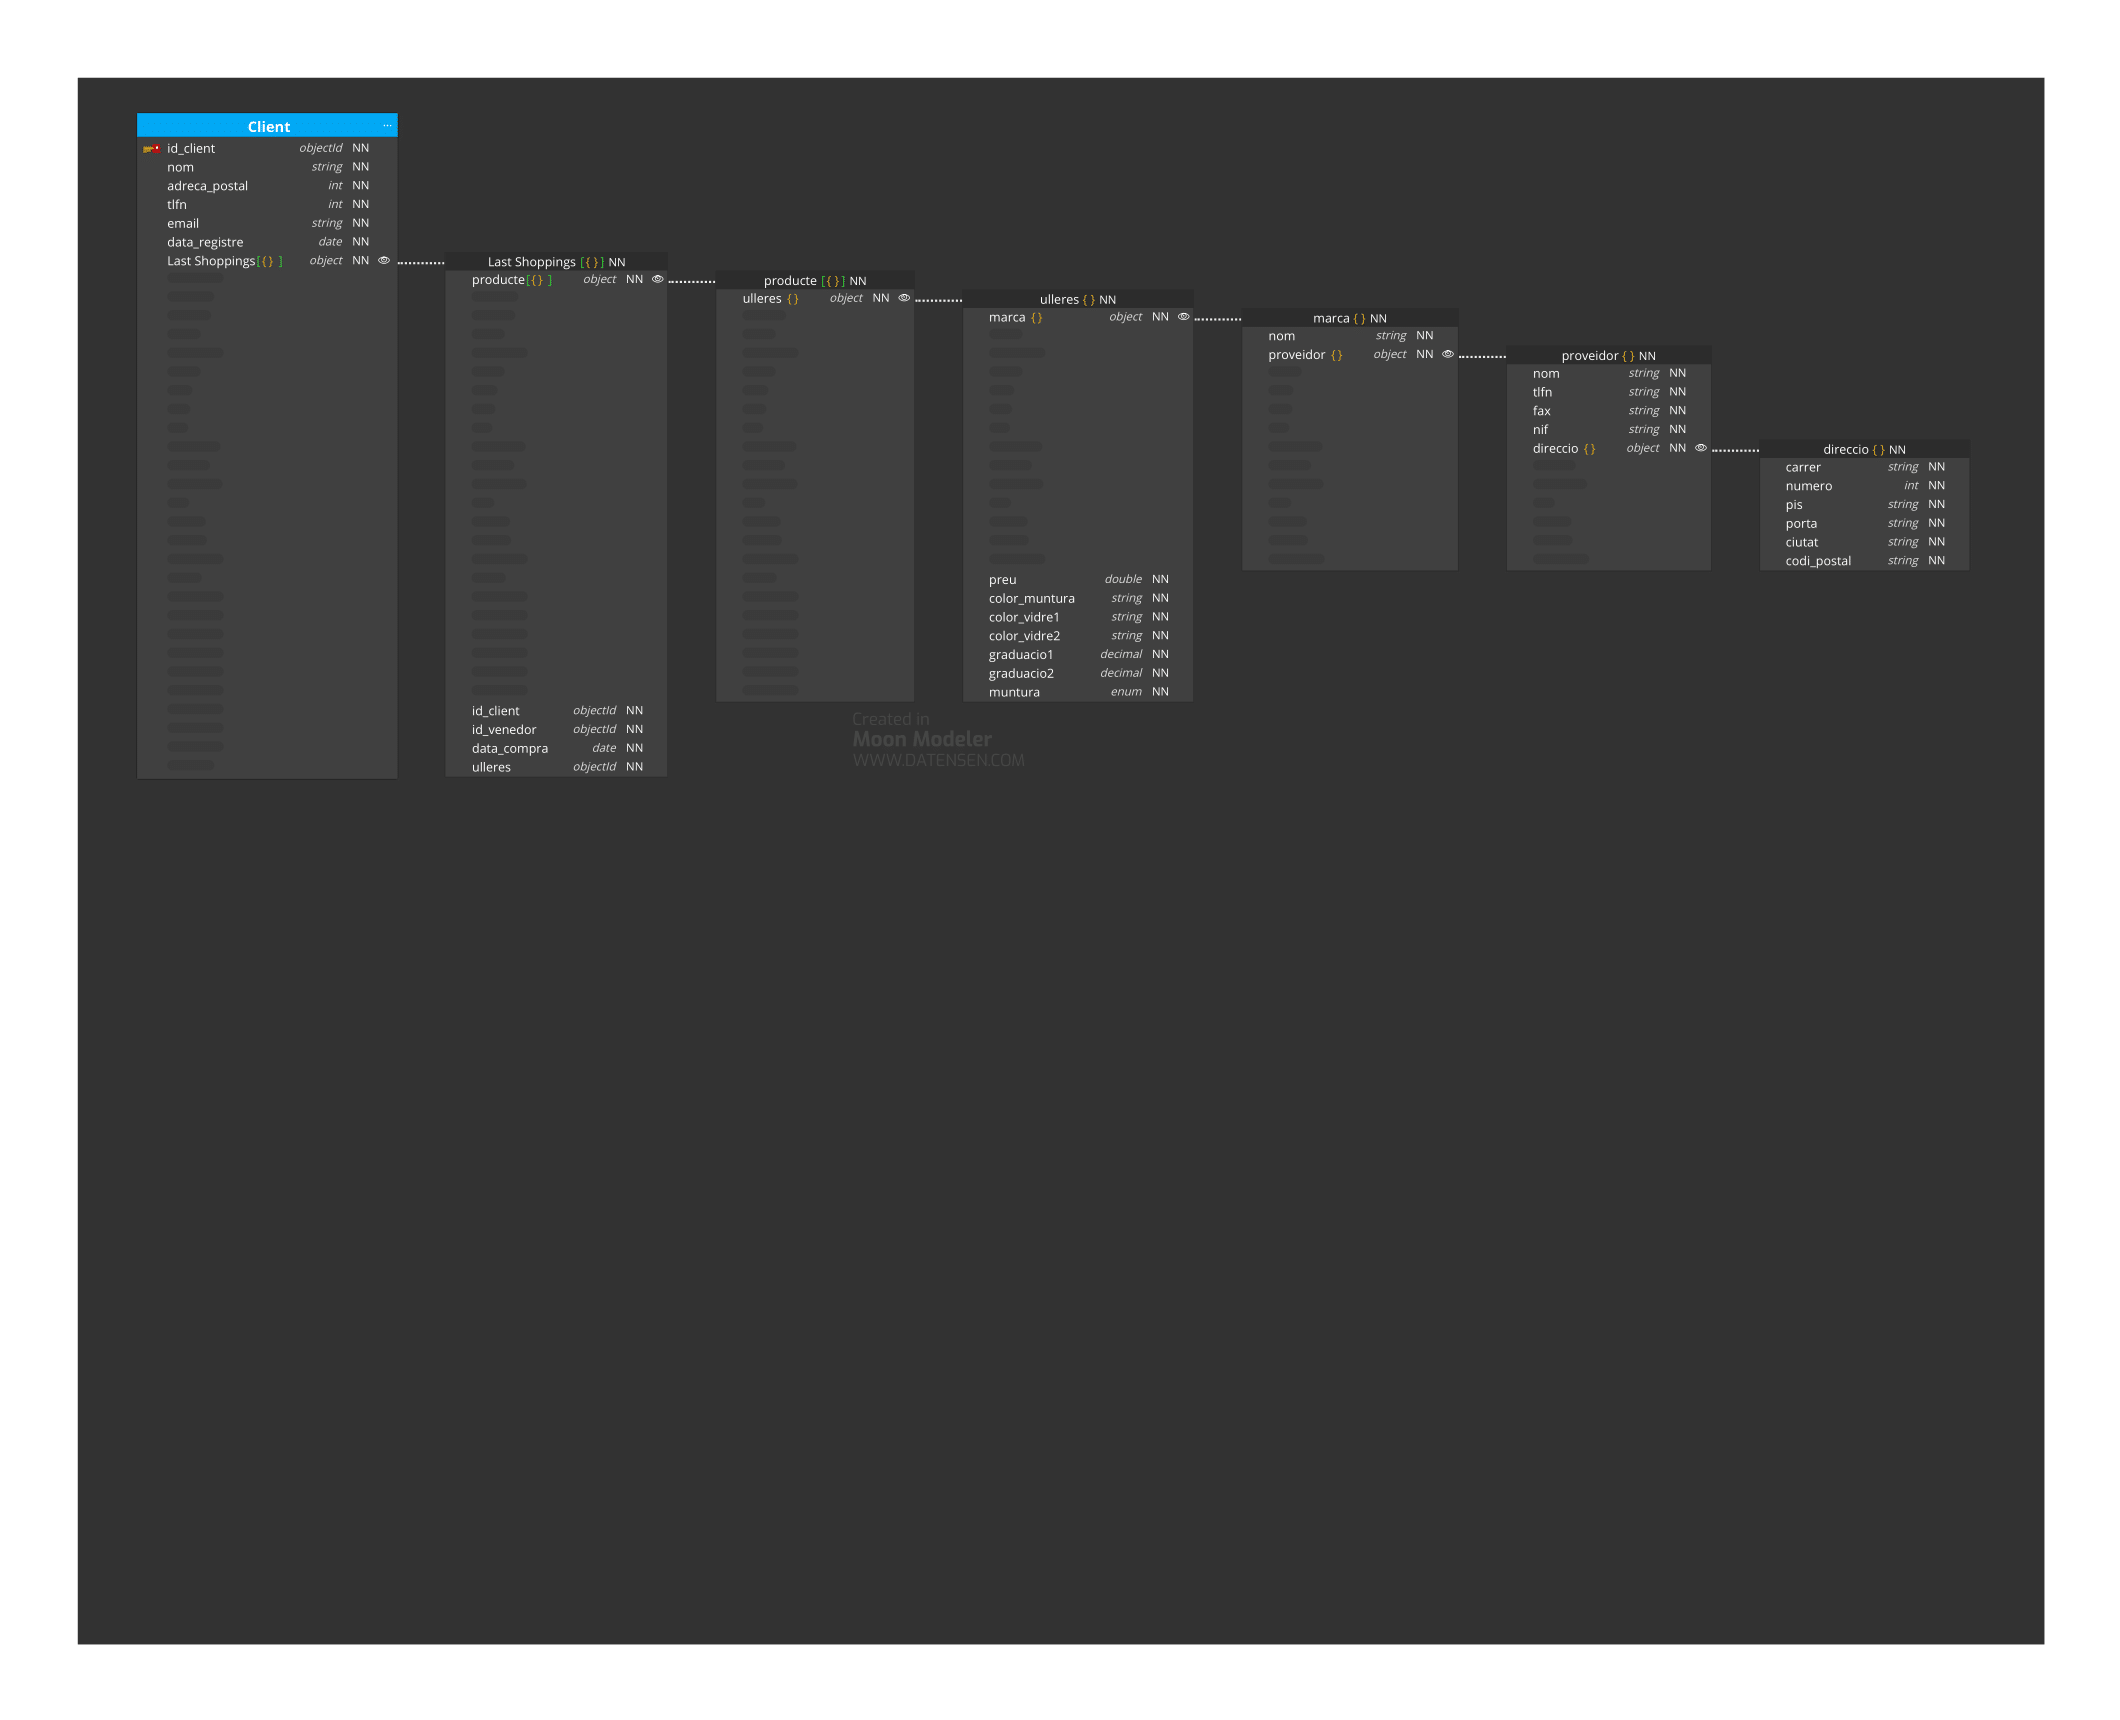 Client ...
id_client objectId NN
nom string NN
adreca_postal int NN
tlfn int NN
email string NN
data_registre date NN
Last Shoppings[{} ] object NN
Last Shoppings [{}] NN
producte[{} ] object NN
id_client objectId NN
id_venedor objectId NN
data_compra date NN
ulleres objectId NN
producte [{}] NN
ulleres {} object NN
ulleres {} NN
marca {} object NN
preu double NN
color_muntura string NN
color_vidre1 string NN
color_vidre2 string NN
graduacio1 decimal NN
graduacio2 decimal NN
muntura enum NN
marca {} NN
nom string NN
proveidor {} object NN
proveidor {} NN
nom string NN
tlfn string NN
fax string NN
nif string NN
direccio {} object NN
direccio {} NN
carrer string NN
numero int NN
pis string NN
porta string NN
ciutat string NN
codi_postal string NN
Created in
Moon Modeler
WWW.DATENSEN.COM